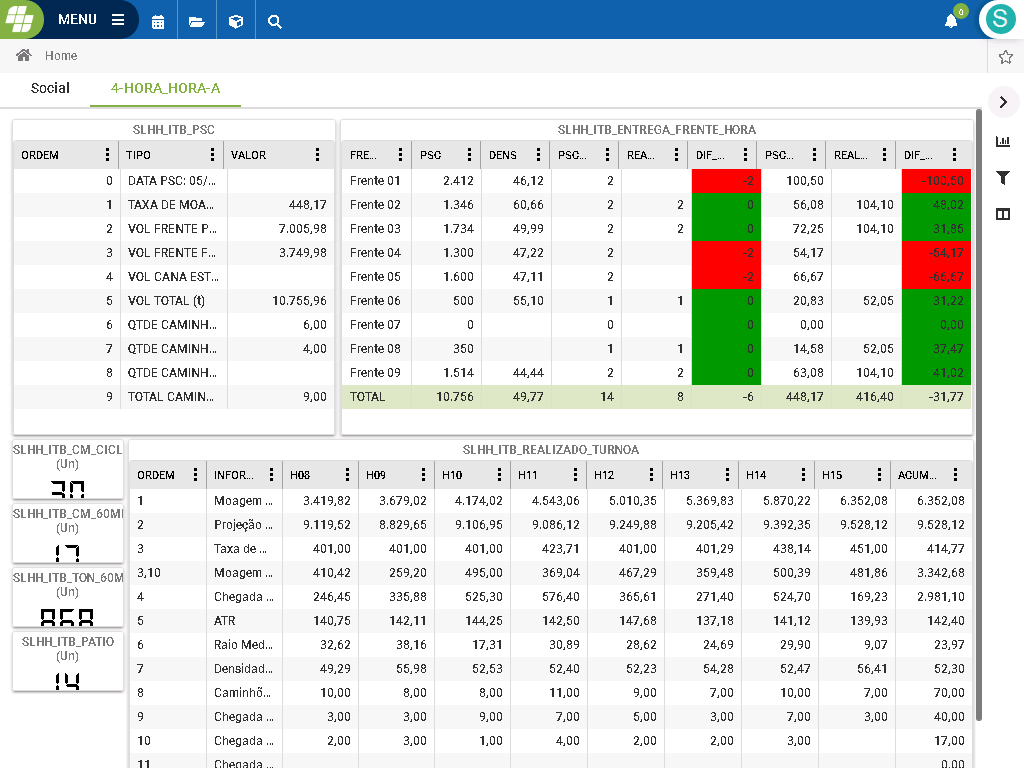 MENU
0
S
Home
Social
4-HORA_HORA-A
SLHH_ITB_PSC
ORDEM TIPO VALOR
0 DATA PSC: 05/...
1 TAXA DE MOA... 448,17
2 VOL FRENTE P... 7.005,98
3 VOL FRENTE F... 3.749,98
4 VOL CANA EST...
5 VOL TOTAL (t) 10.755,96
6 QTDE CAMINH... 6,00
7 QTDE CAMINH... 4,00
8 QTDE CAMINH...
9 TOTAL CAMIN... 9,00
SLHH_ITB_ENTREGA_FRENTE_HORA
FRE... PSC DENS PSC... REA... DIF_... PSC... REAL... DIF_...
Frente 01 2.412 46,12 2 -2 100,50 -100,50
Frente 02 1.346 60,66 2 2 0 56,08 104,10 48,02
Frente 03 1.734 49,99 2 2 0 72,25 104,10 31,85
Frente 04 1.300 47,22 2 -2 54,17 -54,17
Frente 05 1.600 47,11 2 -2 66,67 -66,67
Frente 06 500 55,10 1 1 0 20,83 52,05 31,22
Frente 07 0 0 0 0,00 0,00
Frente 08 350 1 1 0 14,58 52,05 37,47
Frente 09 1.514 44,44 2 2 0 63,08 104,10 41,02
TOTAL 10.756 49,77 14 8 -6 448,17 416,40 -31,77
SLHH_ITB_CM_CICL
(Un)
30
SLHH_ITB_CM_60MI
(Un)
17
SLHH_ITB_TON_60M
(Un)
868
SLHH_ITB_PATIO
(Un)
14
SLHH_ITB_REALIZADO_TURNOA
ORDEM INFOR... H08 H09 H10 H11 H12 H13 H14 H15 ACUM...
1 Moagem ... 3.419,82 3.679,02 4.174,02 4.543,06 5.010,35 5.369,83 5.870,22 6.352,08 6.352,08
2 Projeção ... 9.119,52 8.829,65 9.106,95 9.086,12 9.249,88 9.205,42 9.392,35 9.528,12 9.528,12
3 Taxa de ... 401,00 401,00 401,00 423,71 401,00 401,29 438,14 451,00 414,77
3,10 Moagem ... 410,42 259,20 495,00 369,04 467,29 359,48 500,39 481,86 3.342,68
4 Chegada ... 246,45 335,88 525,30 576,40 365,61 271,40 524,70 169,23 2.981,10
5 ATR 140,75 142,11 144,25 142,50 147,68 137,18 141,12 139,93 142,40
6 Raio Med... 32,62 38,16 17,31 30,89 28,62 24,69 29,90 9,07 23,97
7 Densidad... 49,29 55,98 52,53 52,40 52,23 54,28 52,47 56,41 52,30
8 Caminhõ... 10,00 8,00 8,00 11,00 9,00 7,00 10,00 7,00 70,00
9 Chegada ... 3,00 3,00 9,00 7,00 5,00 3,00 7,00 3,00 40,00
10 Chegada ... 2,00 3,00 1,00 4,00 2,00 2,00 3,00 17,00
11 Chegada ... 0,00